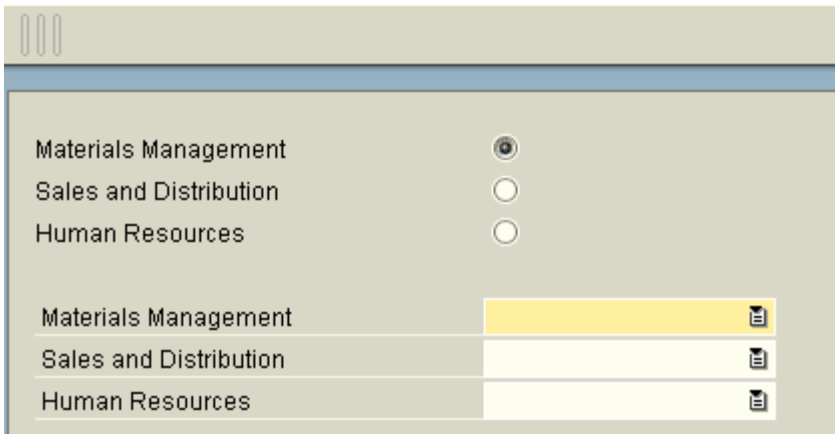 Materials Management
Sales and Distribution
Human Resources
Materials Management
Sales and Distribution
Human Resources